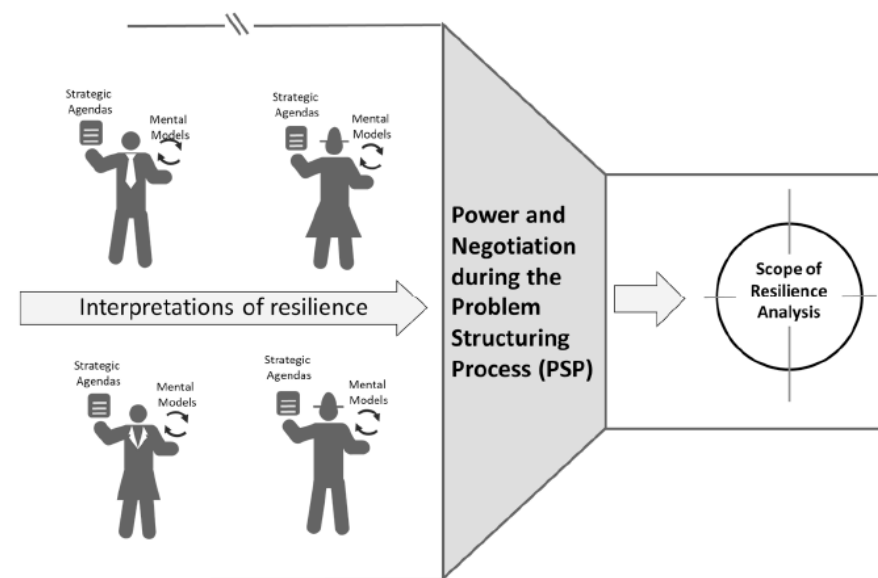 Strategic
Agendas
Mental
Models
Strategic
Agendas
Mental
Models
Interpretations of resilience
Strategic
Agendas
Mental
Models
Strategic
Agendas
Mental
Models
Power and
Negotiation
during the
Problem
Structuring
Process (PSP)
Scope of
Resilience
Analysis